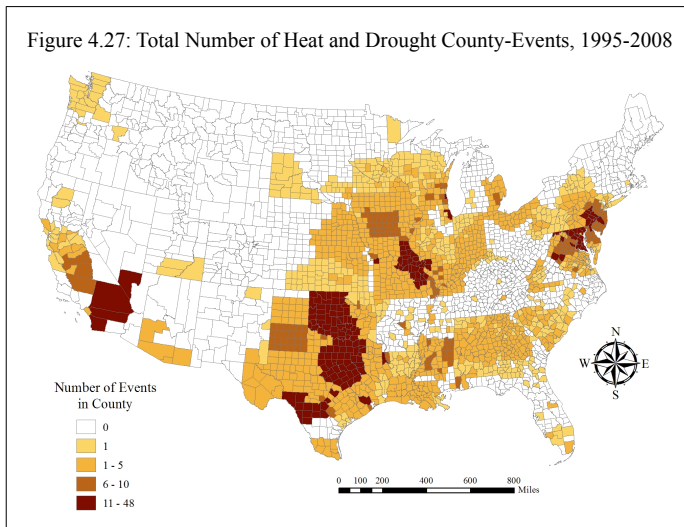 Figure 4.27: Total Number of Heat and Drought County-Events, 1995-2008
N
W E
S
Number of Events
in County
0
1
1 - 5
6 - 10
11 - 48
0 100 200 400 600 800
Miles